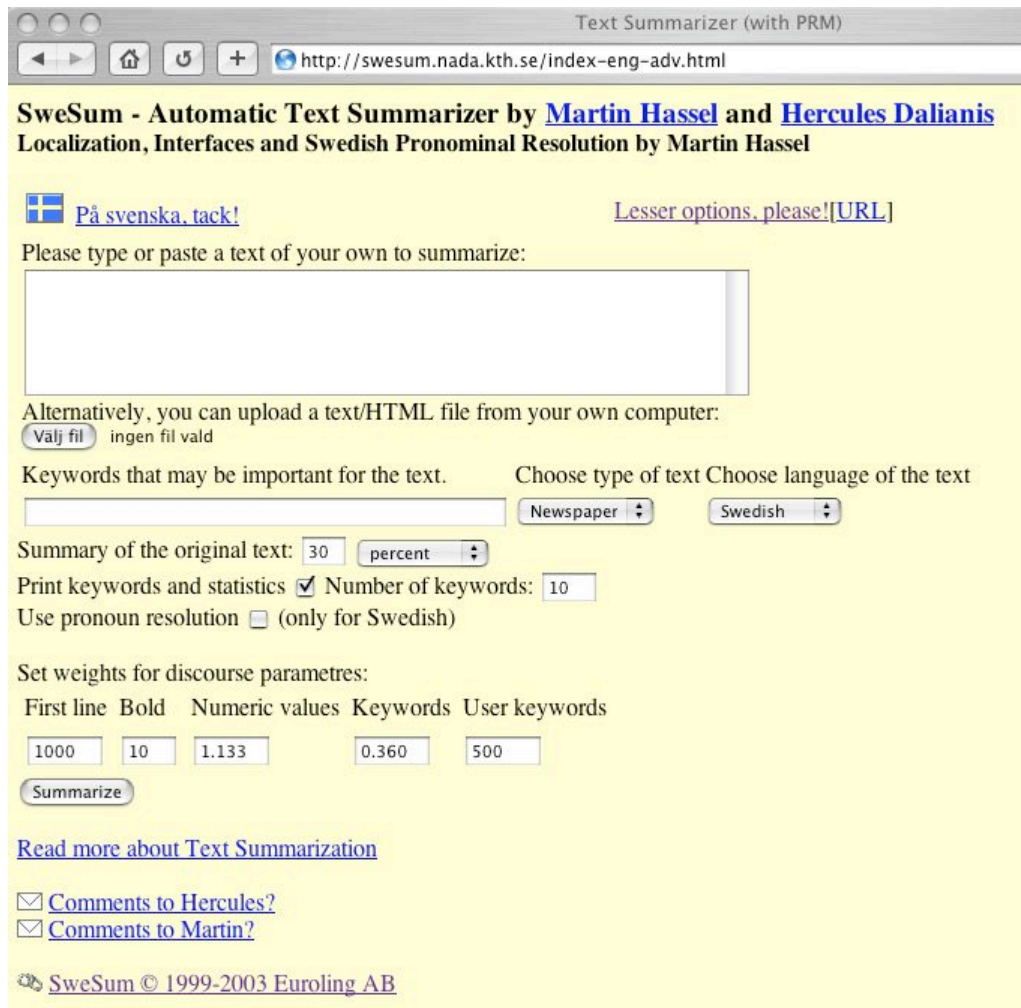 Text Summarizer (with PRM)
http://swesum.nada.kth.se/index-eng-adv.html
SweSum - Automatic Text Summarizer by Martin Hassel and Hercules Dalianis
Localization, Interfaces and Swedish Pronominal Resolution by Martin Hassel
På svenska, tack! Lesser options, please![URL]
Please type or paste a text of your own to summarize:
Alternatively, you can upload a text/HTML file from your own computer:
Välj fil ingen fil vald
Keywords that may be important for the text. Choose type of text Choose language of the text
Newspaper Swedish
Summary of the original text: 30 percent
Print keywords and statistics Number of keywords: 10
Use pronoun resolution (only for Swedish)
Set weights for discourse parametres:
First line Bold Numeric values Keywords User keywords
1000 10 1.133 0.360 500
Summarize
Read more about Text Summarization
Comments to Hercules?
Comments to Martin?
SweSum © 1999-2003 Euroling AB